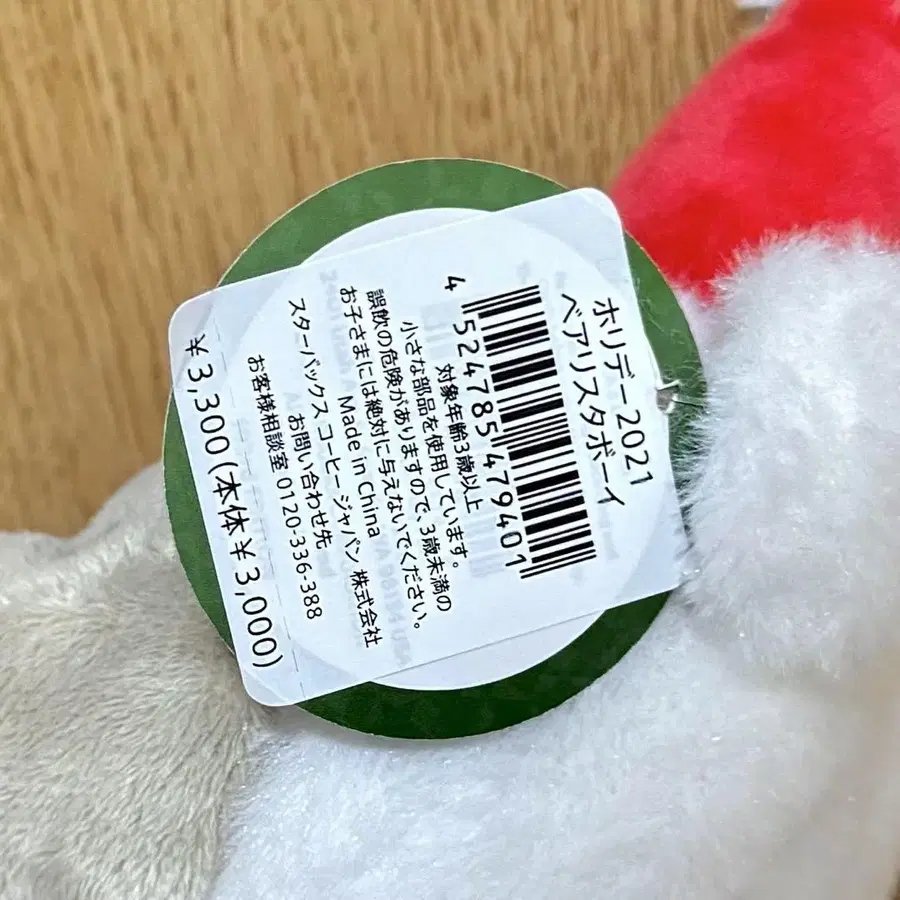 ホリデー2021
ベアリスタボーイ
4 524785 479401
対象年齢3歳以上
小さな部品を使用しています。
誤飲の危険がありますので、3歳未満の
お子さまには絶対に与えないでください。
Made in China
スターバックス コーヒー ジャパン 株式会社
お問い合わせ先
お客様相談室 0120-336-388
¥3,300(本体¥3,000)